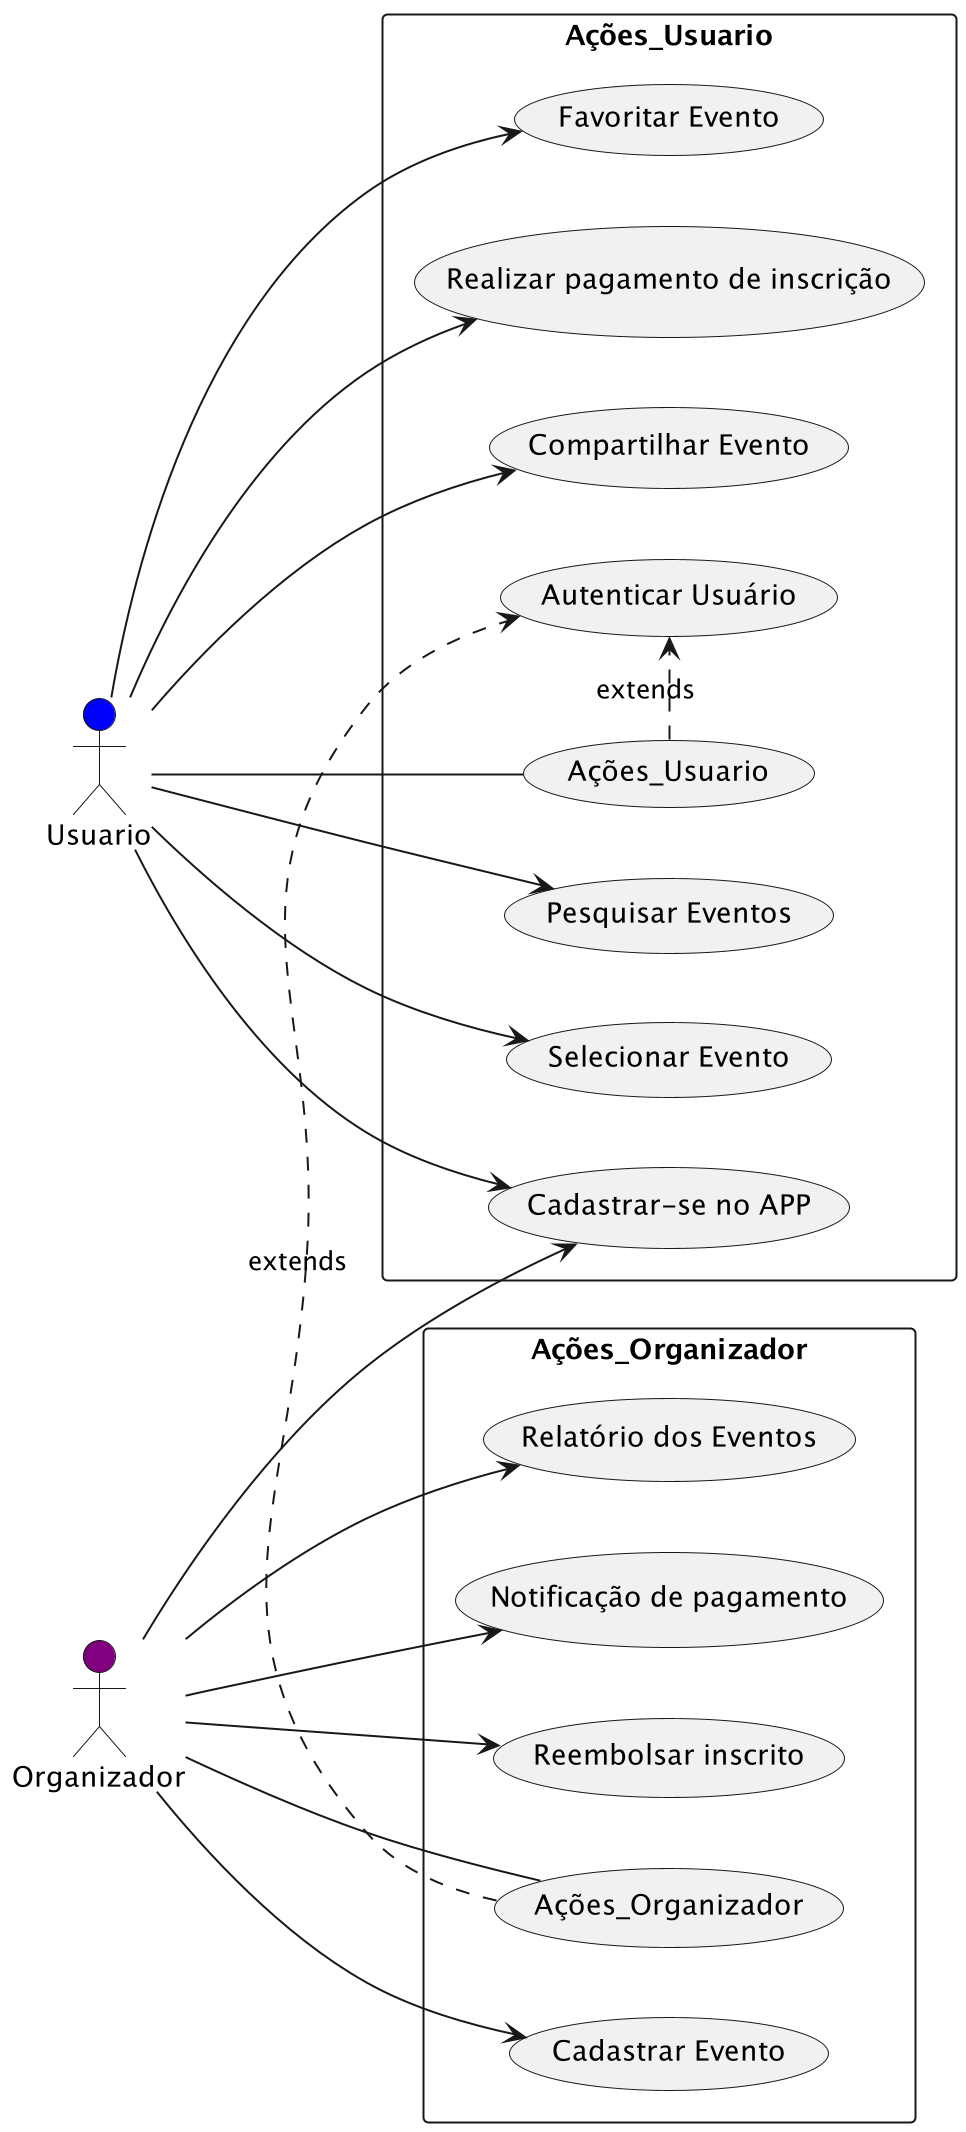 Ações_Usuario
Favoritar Evento
Realizar pagamento de inscrição
Compartilhar Evento
Autenticar Usuário
extends
Ações_Usuario
Usuario
Pesquisar Eventos
Selecionar Evento
Cadastrar-se no APP
extends
Ações_Organizador
Relatório dos Eventos
Notificação de pagamento
Reembolsar inscrito
Organizador
Ações_Organizador
Cadastrar Evento